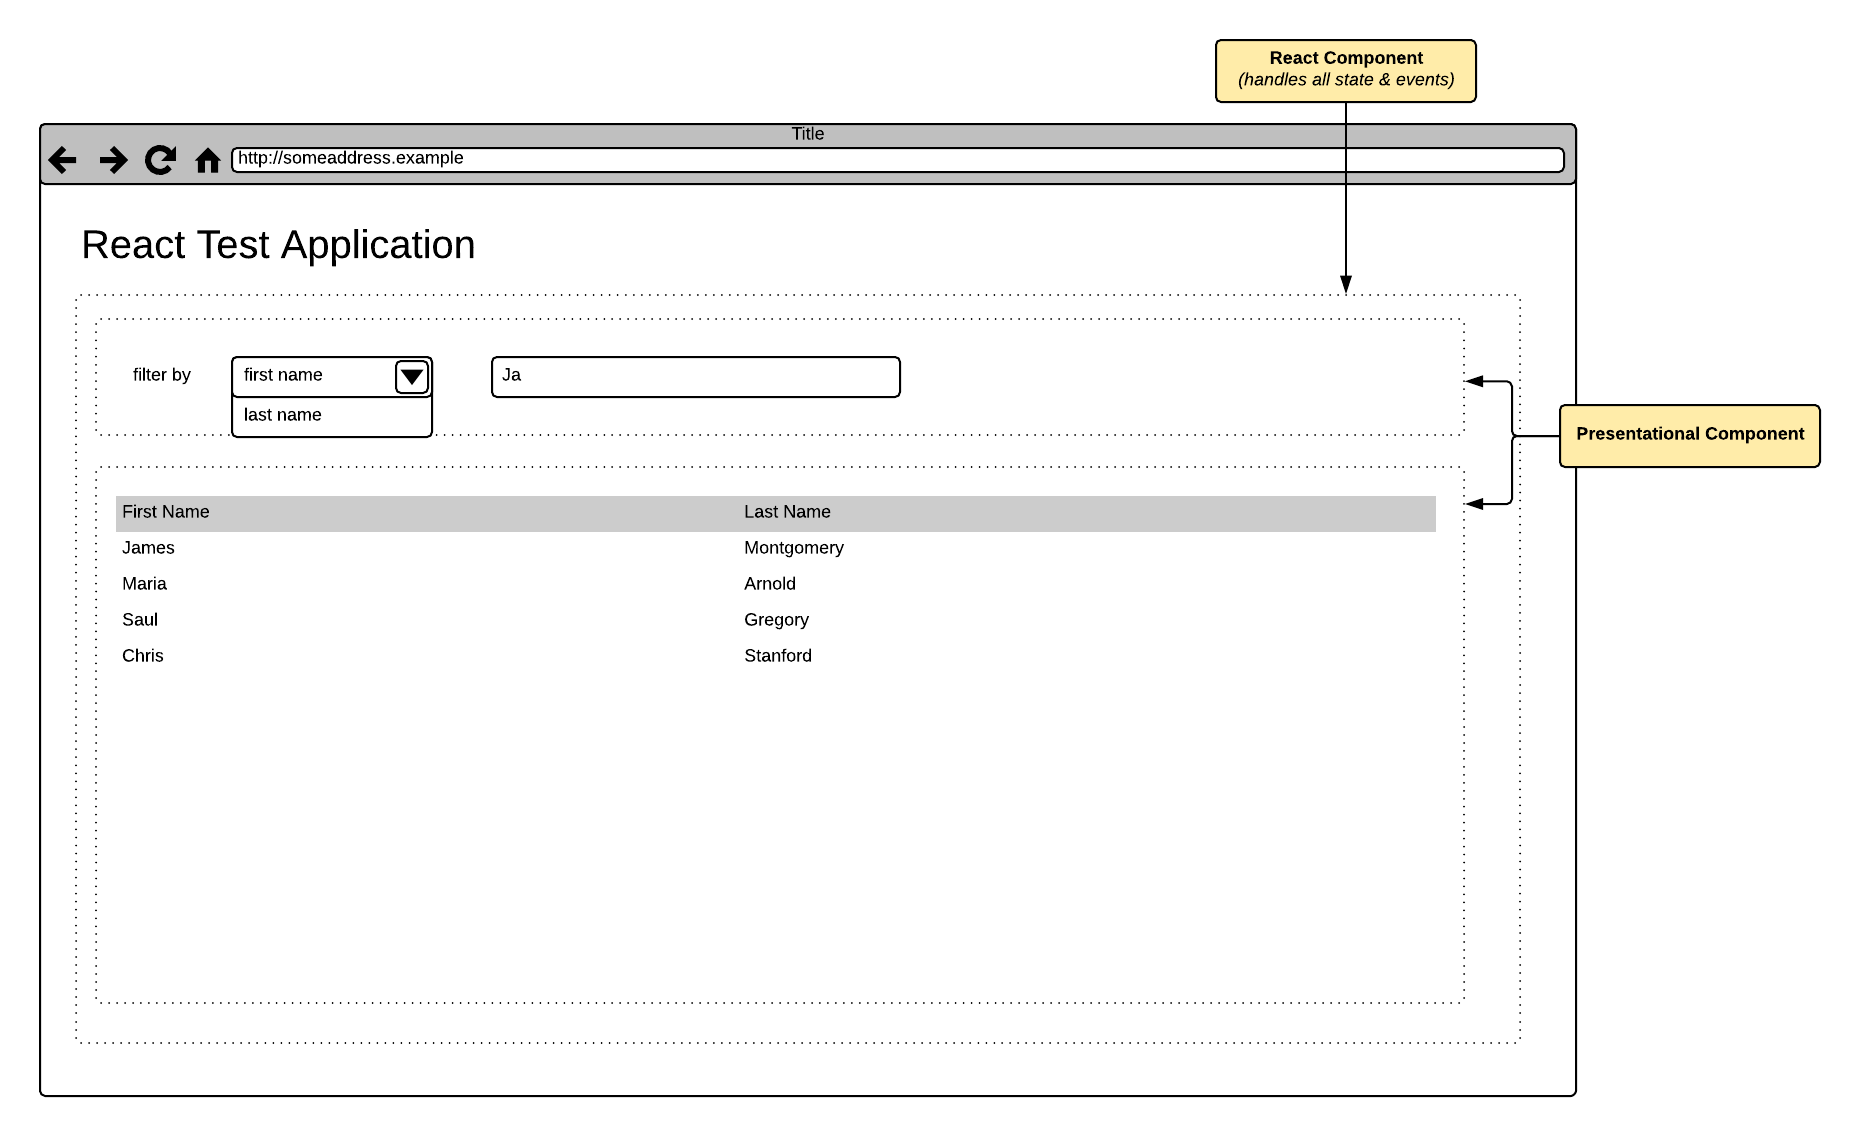 React Component
(handles all state & events)
Title
http://someaddress.example
React Test Application
filter by
first name
Ja
last name
Presentational Component
First Name Last Name
James Montgomery
Maria Arnold
Saul Gregory
Chris Stanford